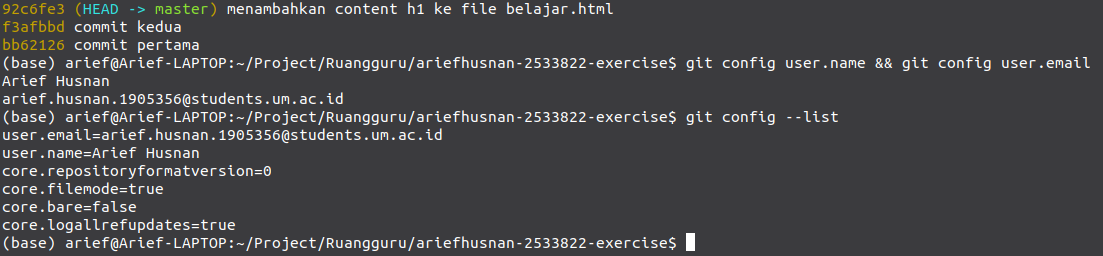 92c6fe3 (HEAD -> master) menambahkan content h1 ke file belajar.html
f3afbbd commit kedua
bb62126 commit pertama
(base) arief@Arief-LAPTOP:~/Project/Ruangguru/ariefhusnan-2533822-exercise$ git config user.name && git config user.email
Arief Husnan
arief.husnan.1905356@students.um.ac.id
(base) arief@Arief-LAPTOP:~/Project/Ruangguru/ariefhusnan-2533822-exercise$ git config --list
user.email=arief.husnan.1905356@students.um.ac.id
user.name=Arief Husnan
core.repositoryformatversion=0
core.filemode=true
core.bare=false
core.logallrefupdates=true
(base) arief@Arief-LAPTOP:~/Project/Ruangguru/ariefhusnan-2533822-exercise$